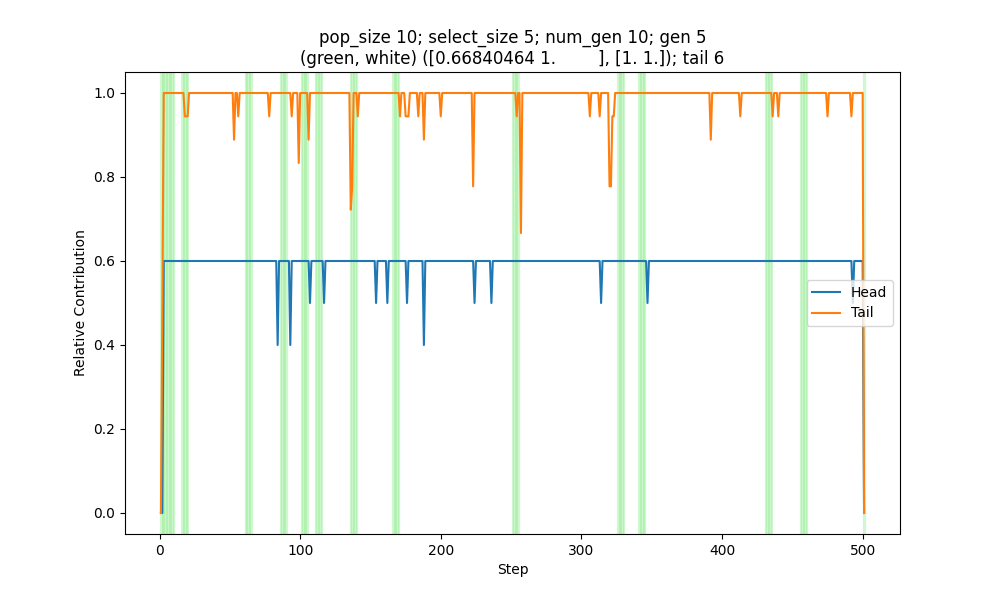 pop_size 10; select_size 5; num_gen 10; gen 5
(green, white) ([0.66840464 1.        ], [1. 1.]); tail 6
1.0
0.8
0.6
0.4
0.2
0.0
Relative Contribution
Head
Tail
0
100
200
300
400
500
Step